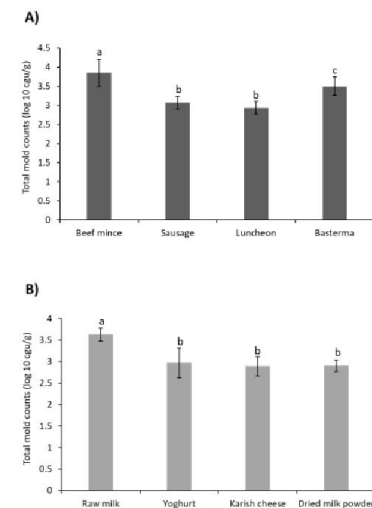 A)
Total mold counts (log 10 cgu/g)
4.5
4
3.5
3
2.5
2
1.5
1
0.5
0
a
b
b
c
Beef mince Sausage Luncheon Basterma
B)
Total mold counts (log 10 cgu/g)
4
3.5
3
2.5
2
1.5
1
0.5
0
a
b
b
b
Raw milk Yoghurt Karish cheese Dried milk powder